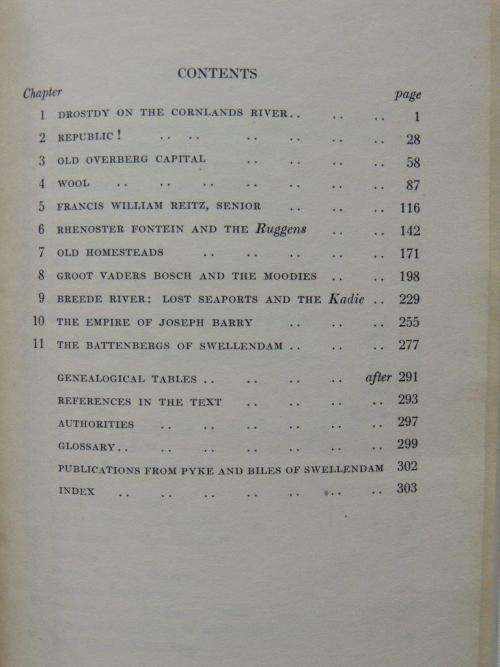 CONTENTS
Chapter page
1 DROSTDY ON THE CORNLANDS RIVER.. .. .. 1
2 REPUBLIC! .. .. .. .. .. 28
3 OLD OVERBERG CAPITAL .. .. .. 58
4 WOOL .. .. .. .. .. .. .. 87
5 FRANCIS WILLIAM REITZ, SENIOR .. .. 116
6 RHENOSTER FONTEIN AND THE Ruggens .. .. 142
7 OLD HOMESTEADS .. .. .. .. .. 171
8 GROOT VADERS BOSCH AND THE MOODIES .. .. 198
9 BREEDE RIVER: LOST SEAPORTS AND THE Kadie .. 229
10 THE EMPIRE OF JOSEPH BARRY .. .. .. 255
11 THE BATTENBERGS OF SWELLENDAM .. .. .. 277
GENEALOGICAL TABLES .. .. .. .. after 291
REFERENCES IN THE TEXT .. .. .. .. 293
AUTHORITIES .. .. .. .. .. .. 297
GLOSSARY.. .. .. .. .. .. .. 299
PUBLICATIONS FROM PYKE AND BILES OF SWELLENDAM 302
INDEX .. .. .. .. .. .. .. 303